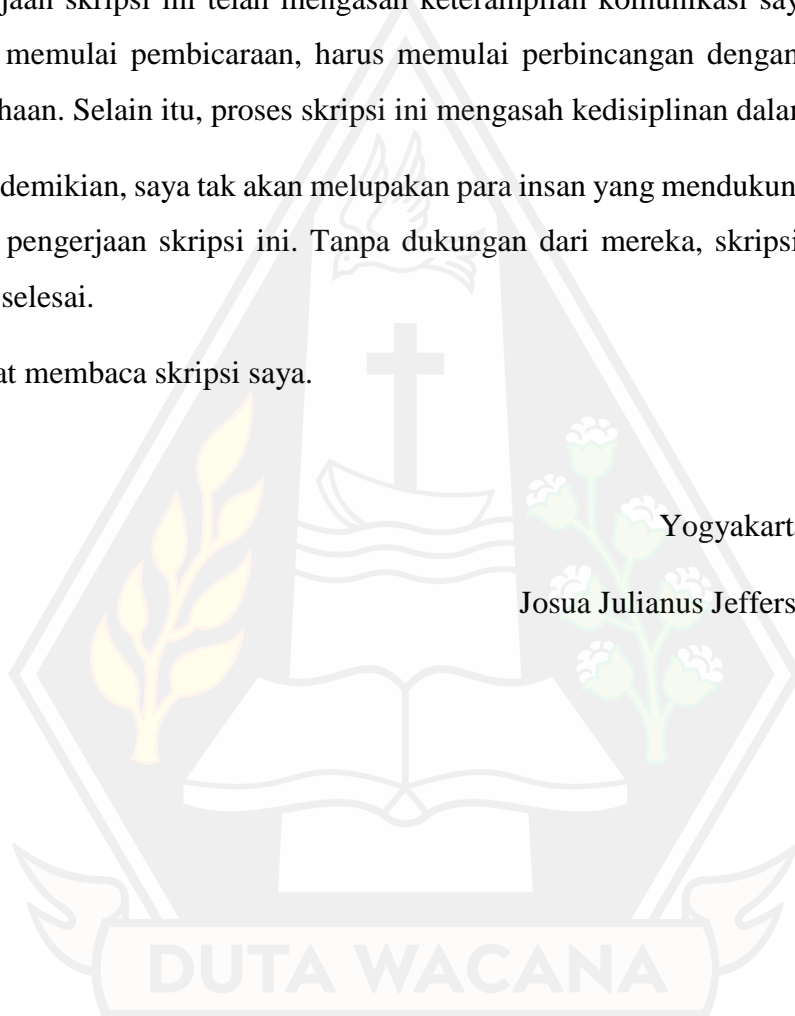 jaan skripsi ini telah mengasah keterampilan komunikasi say
memulai pembicaraan, harus memulai perbincangan dengan
haan. Selain itu, proses skripsi ini mengasah kedisiplinan dalam
demikian, saya tak akan melupakan para insan yang mendukun
pengerjaan skripsi ini. Tanpa dukungan dari mereka, skripsi
selesai.
at membaca skripsi saya.
Yogyakart
Josua Julianus Jeffers
DUTA WACANA